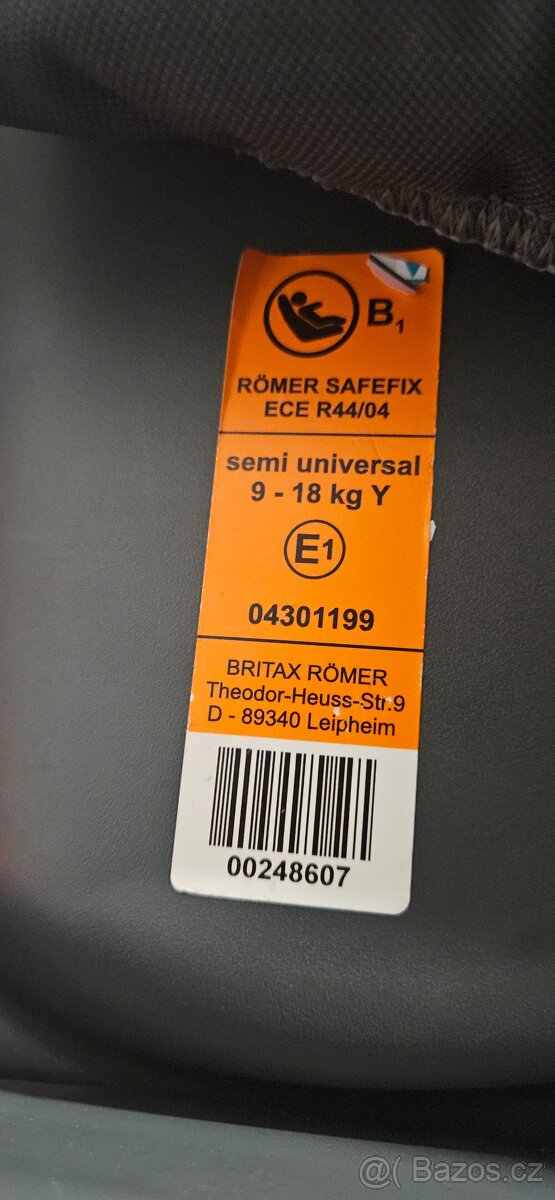 B1
RÖMER SAFEFIX
ECE R44/04
semi universal
9 - 18 kg Y
E1
04301199
BRITAX RÖMER
Theodor-Heuss-Str.9
D - 89340 Leipheim
00248607
@( Bazoš.cz